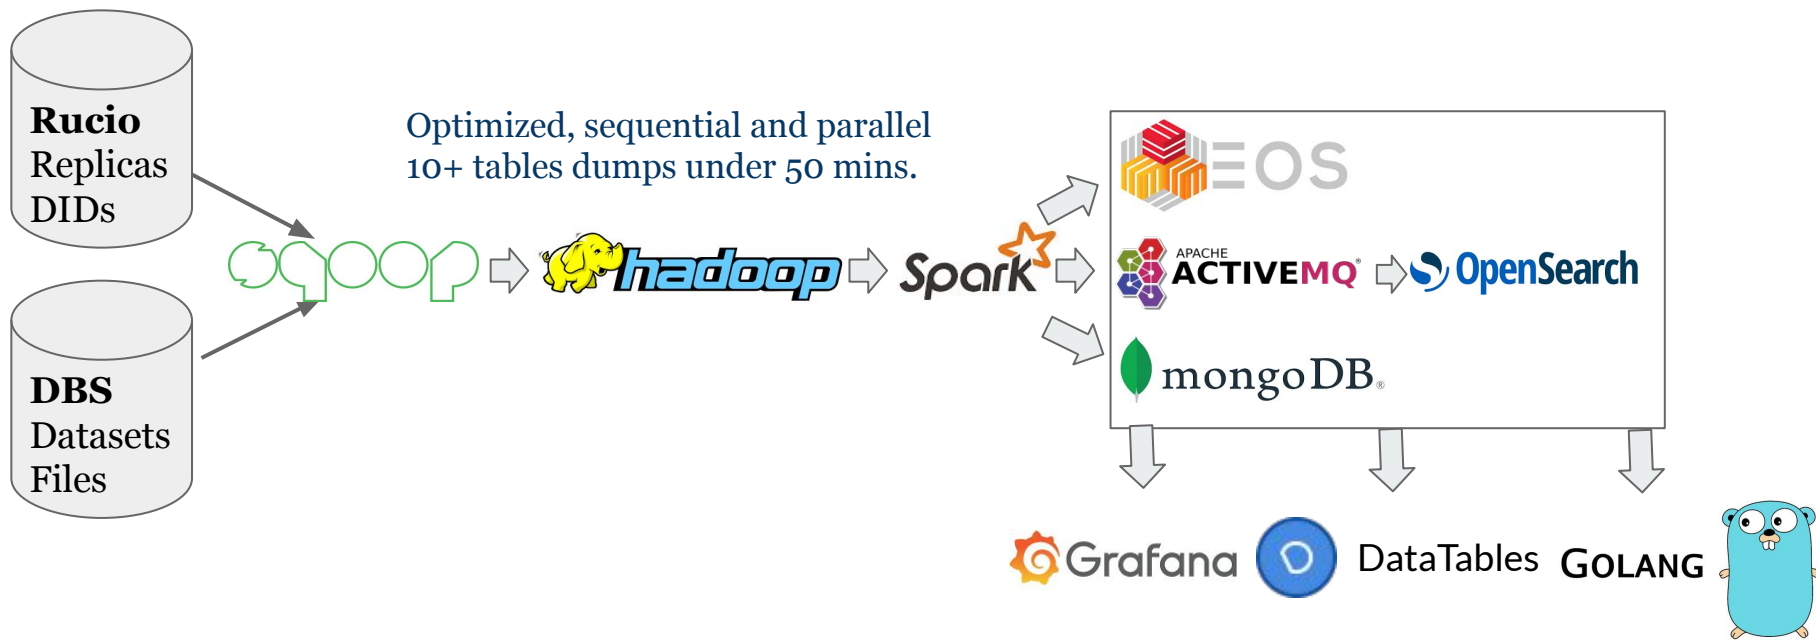 Rucio
Replicas
DIDs
DBS
Datasets
Files
Optimized, sequential and parallel
10+ tables dumps under 50 mins.
sqoop
hadoop
Spark
EOS
APACHE
ACTIVEMQ®
OpenSearch
mongoDB®
Grafana
DataTables
GOLANG